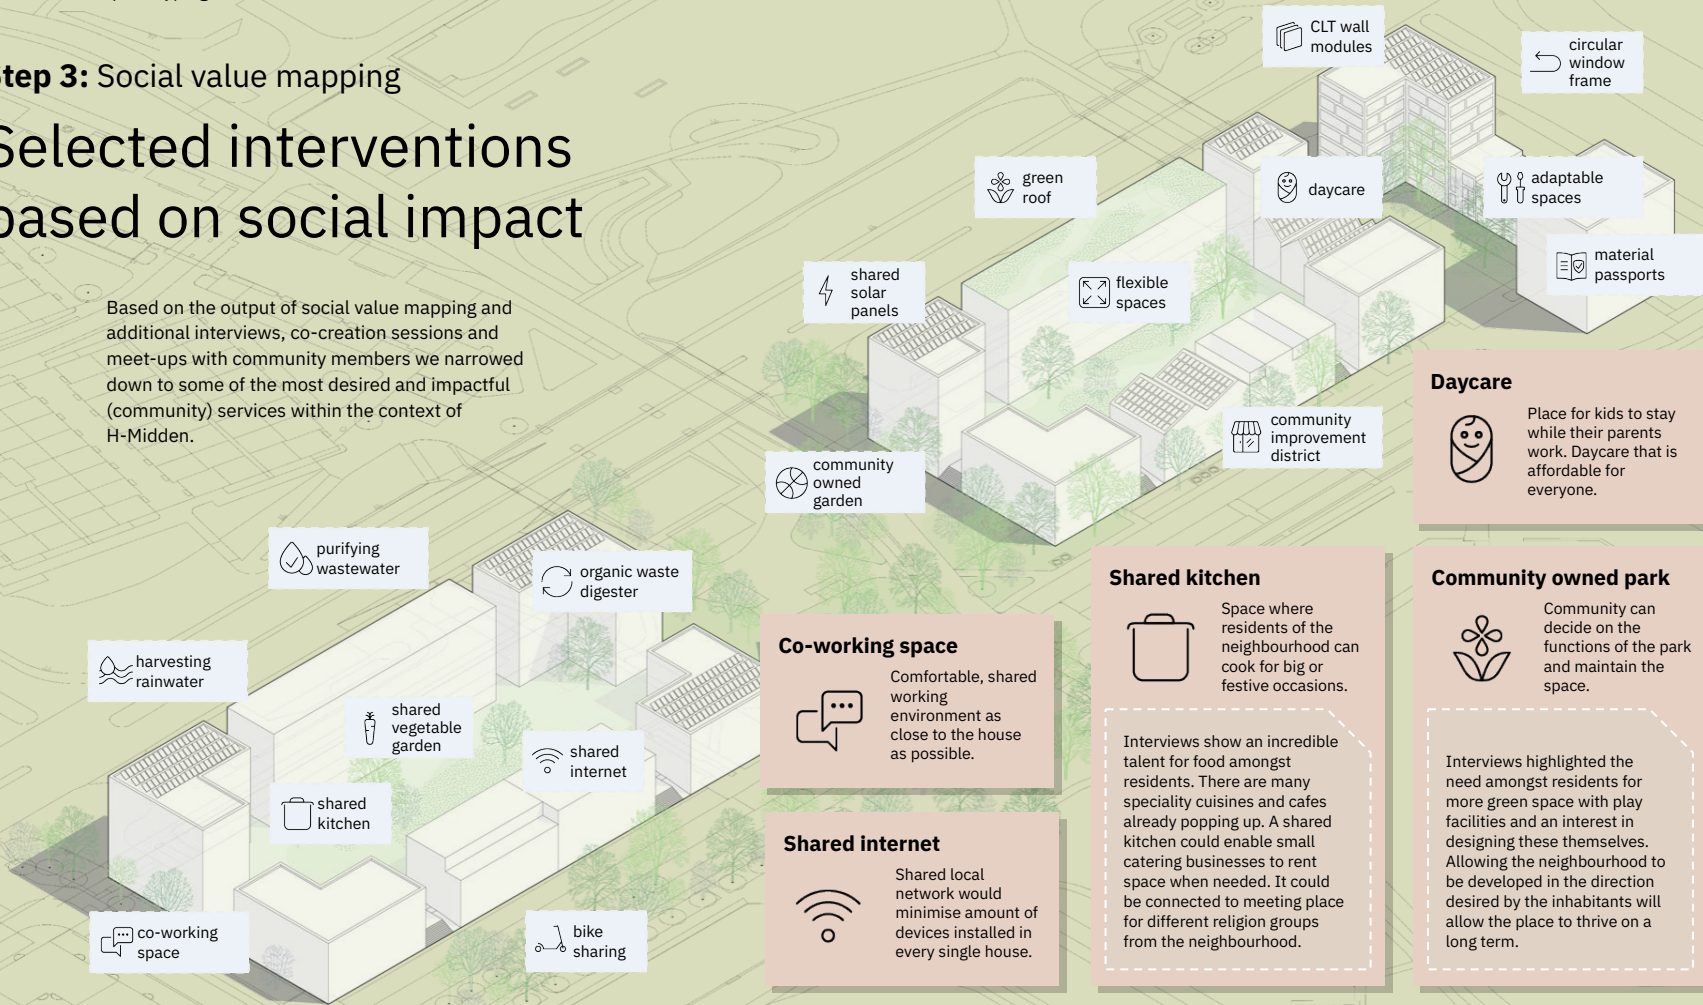 Step 3: Social value mapping
Selected interventions
based on social impact
Based on the output of social value mapping and
additional interviews, co-creation sessions and
meet-ups with community members we narrowed
down to some of the most desired and impactful
(community) services within the context of
H-Midden.
CLT wall
modules
circular
window
frame
green
roof
daycare
adaptable
spaces
material
passports
shared
solar
panels
flexible
spaces
community
improvement
district
community
owned
garden
purifying
wastewater
organic waste
digester
harvesting
rainwater
shared
vegetable
garden
shared
internet
shared
kitchen
co-working
space
bike
sharing
Daycare
Place for kids to stay
while their parents
work. Daycare that is
affordable for
everyone.
Co-working space
Comfortable, shared
working
environment as
close to the house
as possible.
Shared internet
Shared local
network would
minimise amount of
devices installed in
every single house.
Shared kitchen
Space where
residents of the
neighbourhood can
cook for big or
festive occasions.
Interviews show an incredible
talent for food amongst
residents. There are many
speciality cuisines and cafes
already popping up. A shared
kitchen could enable small
catering businesses to rent
space when needed. It could
be connected to meeting place
for different religion groups
from the neighbourhood.
Community owned park
Community can
decide on the
functions of the park
and maintain the
space.
Interviews highlighted the
need amongst residents for
more green space with play
facilities and an interest in
designing these themselves.
Allowing the neighbourhood to
be developed in the direction
desired by the inhabitants will
allow the place to thrive on a
long term.